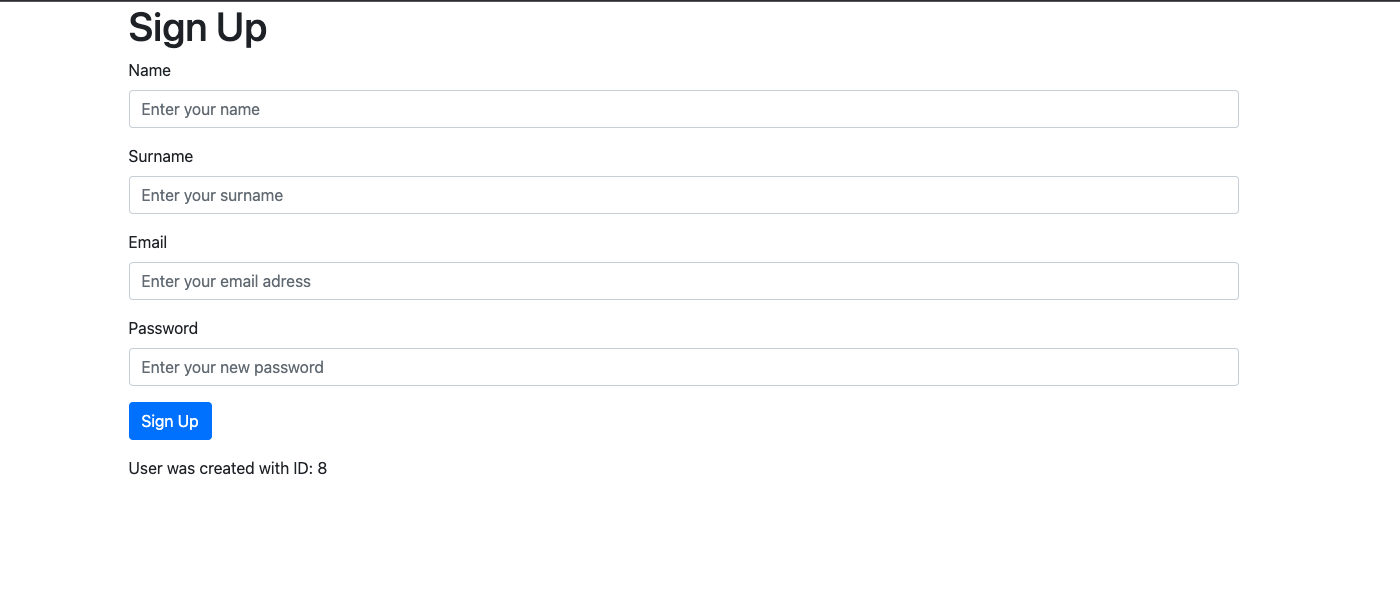 Sign Up
Name
Enter your name
Surname
Enter your surname
Email
Enter your email adress
Password
Enter your new password
Sign Up
User was created with ID: 8